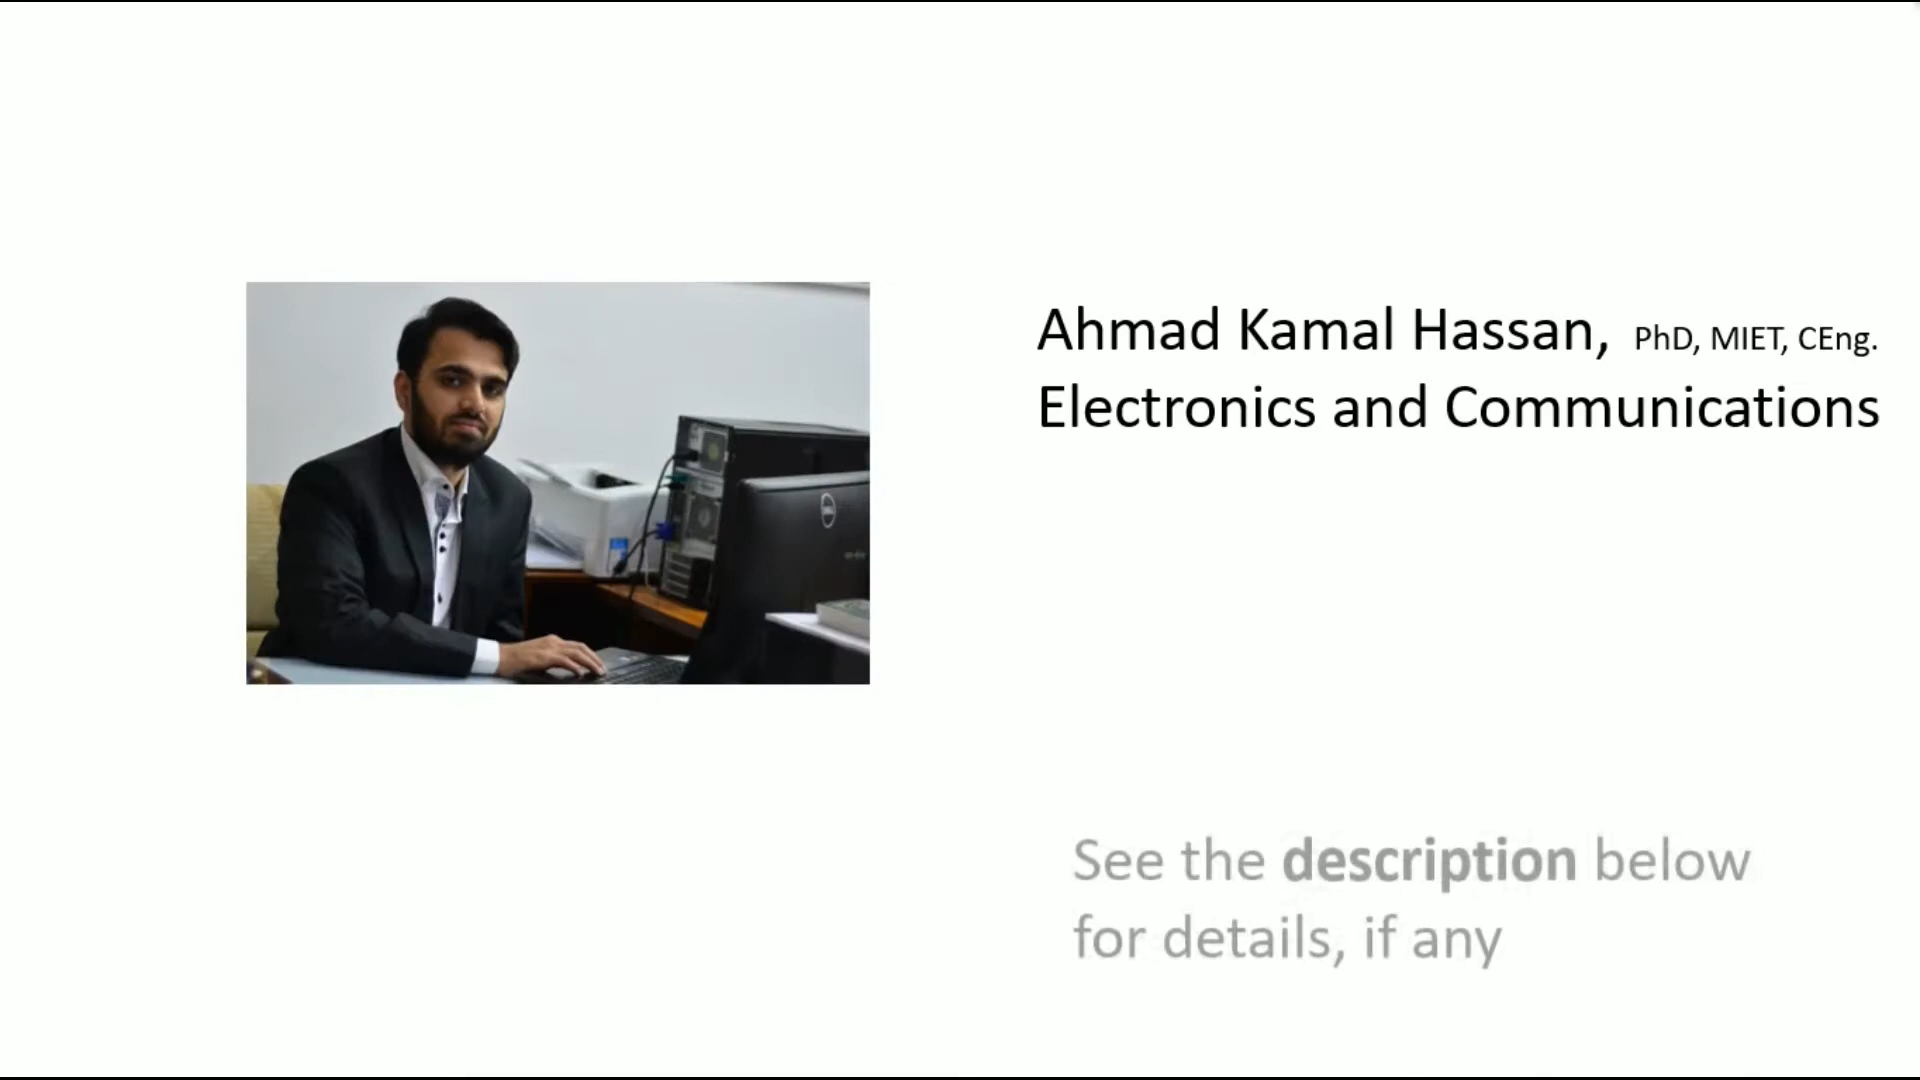 Ahmad Kamal Hassan, PhD, MIET, CEng.
Electronics and Communications
See the description below
for details, if any